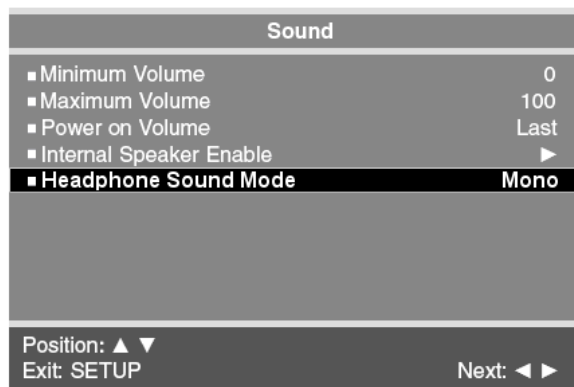 Sound
■ Minimum Volume 0
■ Maximum Volume 100
■ Power on Volume Last
■ Internal Speaker Enable ►
■ Headphone Sound Mode Mono
Position: ▲ ▼
Exit: SETUP Next: ◄ ►